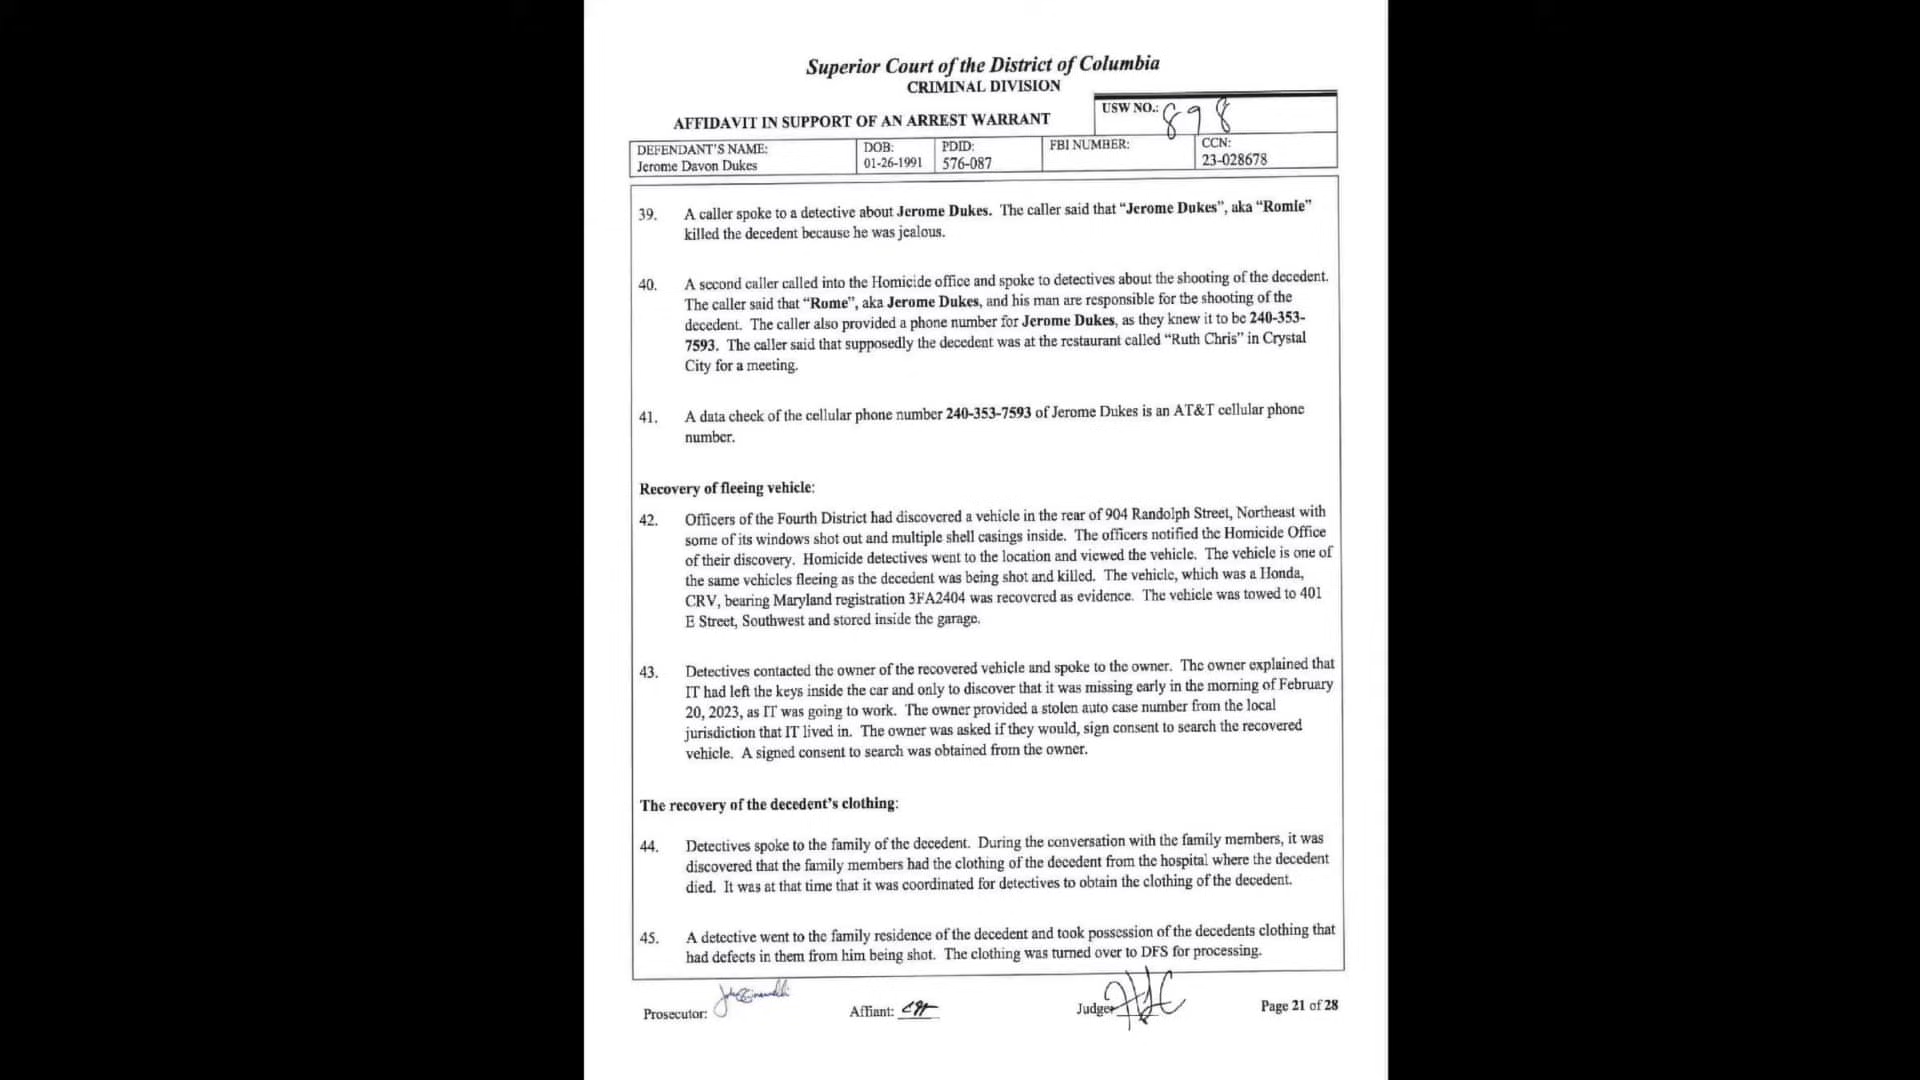 Superior Court of the District of Columbia
CRIMINAL DIVISION
AFFIDAVIT IN SUPPORT OF AN ARREST WARRANT
USW NO.: 898
DEFENDANT'S NAME:
Jerome Davon Dukes
DOB:
01-26-1991
PDID:
576-087
FBI NUMBER:
CCN:
23-028678
39. A caller spoke to a detective about Jerome Dukes. The caller said that "Jerome Dukes", aka "Romie"
killed the decedent because he was jealous.
40. A second caller called into the Homicide office and spoke to detectives about the shooting of the decedent.
The caller said that "Rome", aka Jerome Dukes, and his man are responsible for the shooting of the
decedent. The caller also provided a phone number for Jerome Dukes, as they knew it to be 240-353-
7593. The caller said that supposedly the decedent was at the restaurant called "Ruth Chris" in Crystal
City for a meeting.
41. A data check of the cellular phone number 240-353-7593 of Jerome Dukes is an AT&T cellular phone
number.
Recovery of fleeing vehicle:
42. Officers of the Fourth District had discovered a vehicle in the rear of 904 Randolph Street, Northeast with
some of its windows shot out and multiple shell casings inside. The officers notified the Homicide Office
of their discovery. Homicide detectives went to the location and viewed the vehicle. The vehicle is one of
the same vehicles fleeing as the decedent was being shot and killed. The vehicle, which was a Honda,
CRV, bearing Maryland registration 3FA2404 was recovered as evidence. The vehicle was towed to 401
E Street, Southwest and stored inside the garage.
43. Detectives contacted the owner of the recovered vehicle and spoke to the owner. The owner explained that
IT had left the keys inside the car and only to discover that it was missing early in the morning of February
20, 2023, as IT was going to work. The owner provided a stolen auto case number from the local
jurisdiction that IT lived in. The owner was asked if they would, sign consent to search the recovered
vehicle. A signed consent to search was obtained from the owner.
The recovery of the decedent's clothing:
44. Detectives spoke to the family of the decedent. During the conversation with the family members, it was
discovered that the family members had the clothing of the decedent from the hospital where the decedent
died. It was at that time that it was coordinated for detectives to obtain the clothing of the decedent.
45. A detective went to the family residence of the decedent and took possession of the decedents clothing that
had defects in them from him being shot. The clothing was turned over to DFS for processing.
Prosecutor: Affiant: Judge: Page 21 of 28